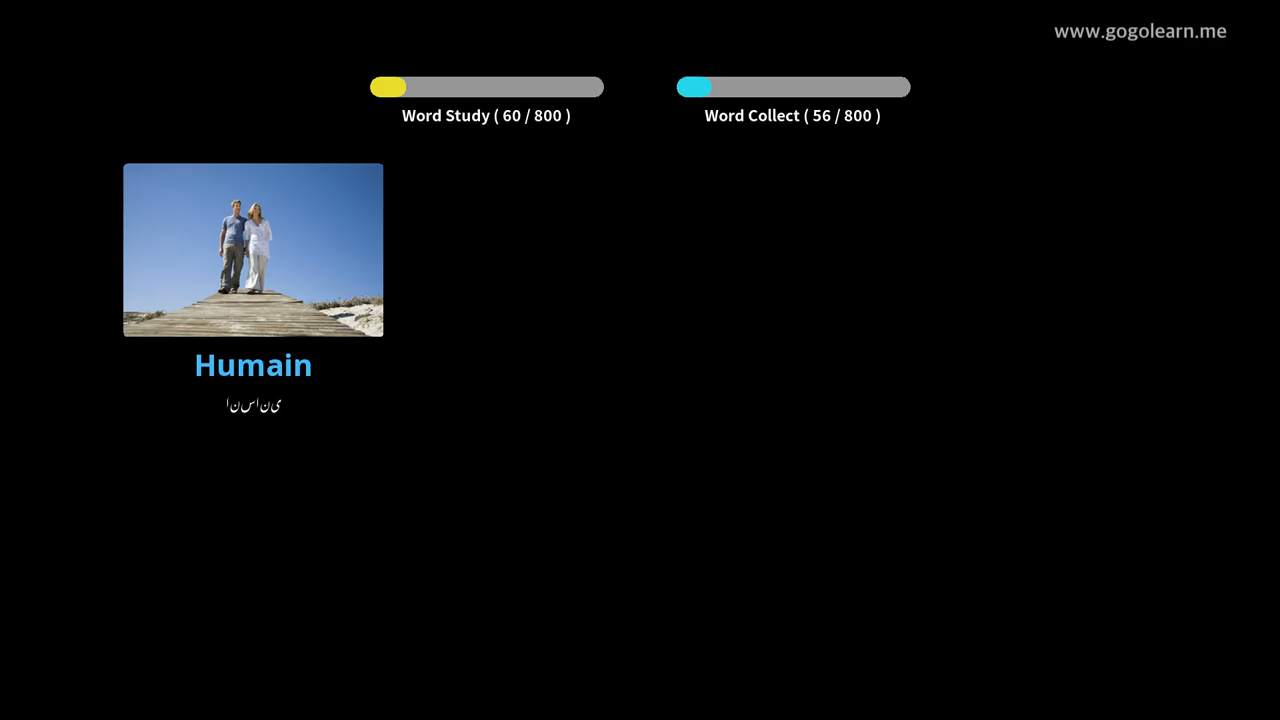 www.gogolearn.me
Word Study ( 60 / 800 )
Word Collect ( 56 / 800 )
Humain
انسانی